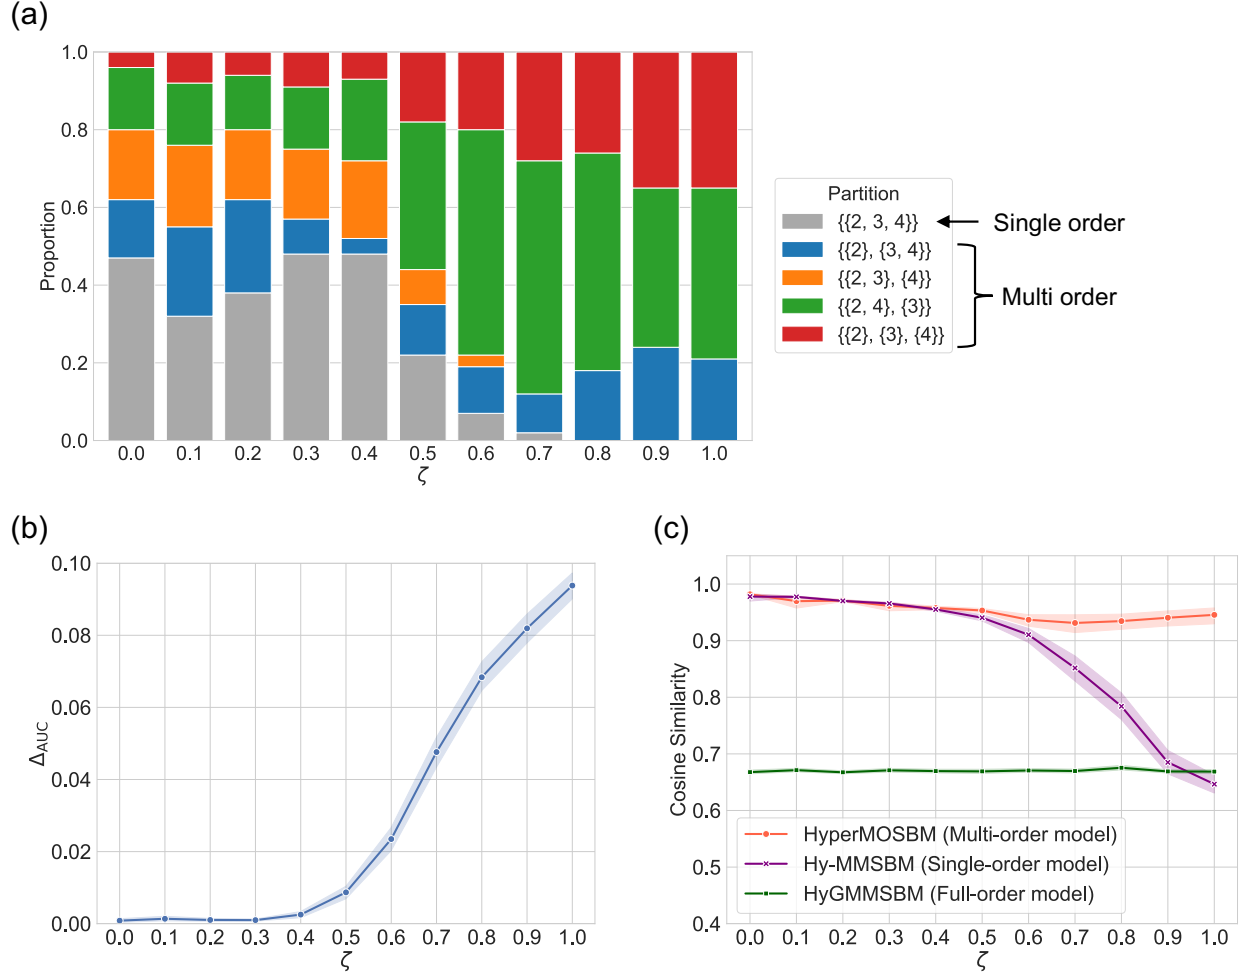 (a)
1.0
0.8
0.6
0.4
0.2
0.0
Proportion
0.0 0.1 0.2 0.3 0.4 0.5 0.6 0.7 0.8 0.9 1.0
ζ
Partition
{{2, 3, 4}}
{{2}, {3, 4}}
{{2, 3}, {4}}
{{2, 4}, {3}}
{{2}, {3}, {4}}
Single order
Multi order
(b)
0.10
0.08
0.06
0.04
0.02
0.00
ΔAUC
0.0 0.1 0.2 0.3 0.4 0.5 0.6 0.7 0.8 0.9 1.0
ζ
(c)
1.0
0.9
0.8
0.7
0.6
0.5
0.4
Cosine Similarity
HyperMOSBM (Multi-order model)
Hy-MMSBM (Single-order model)
HyGMMSBM (Full-order model)
0.0 0.1 0.2 0.3 0.4 0.5 0.6 0.7 0.8 0.9 1.0
ζ